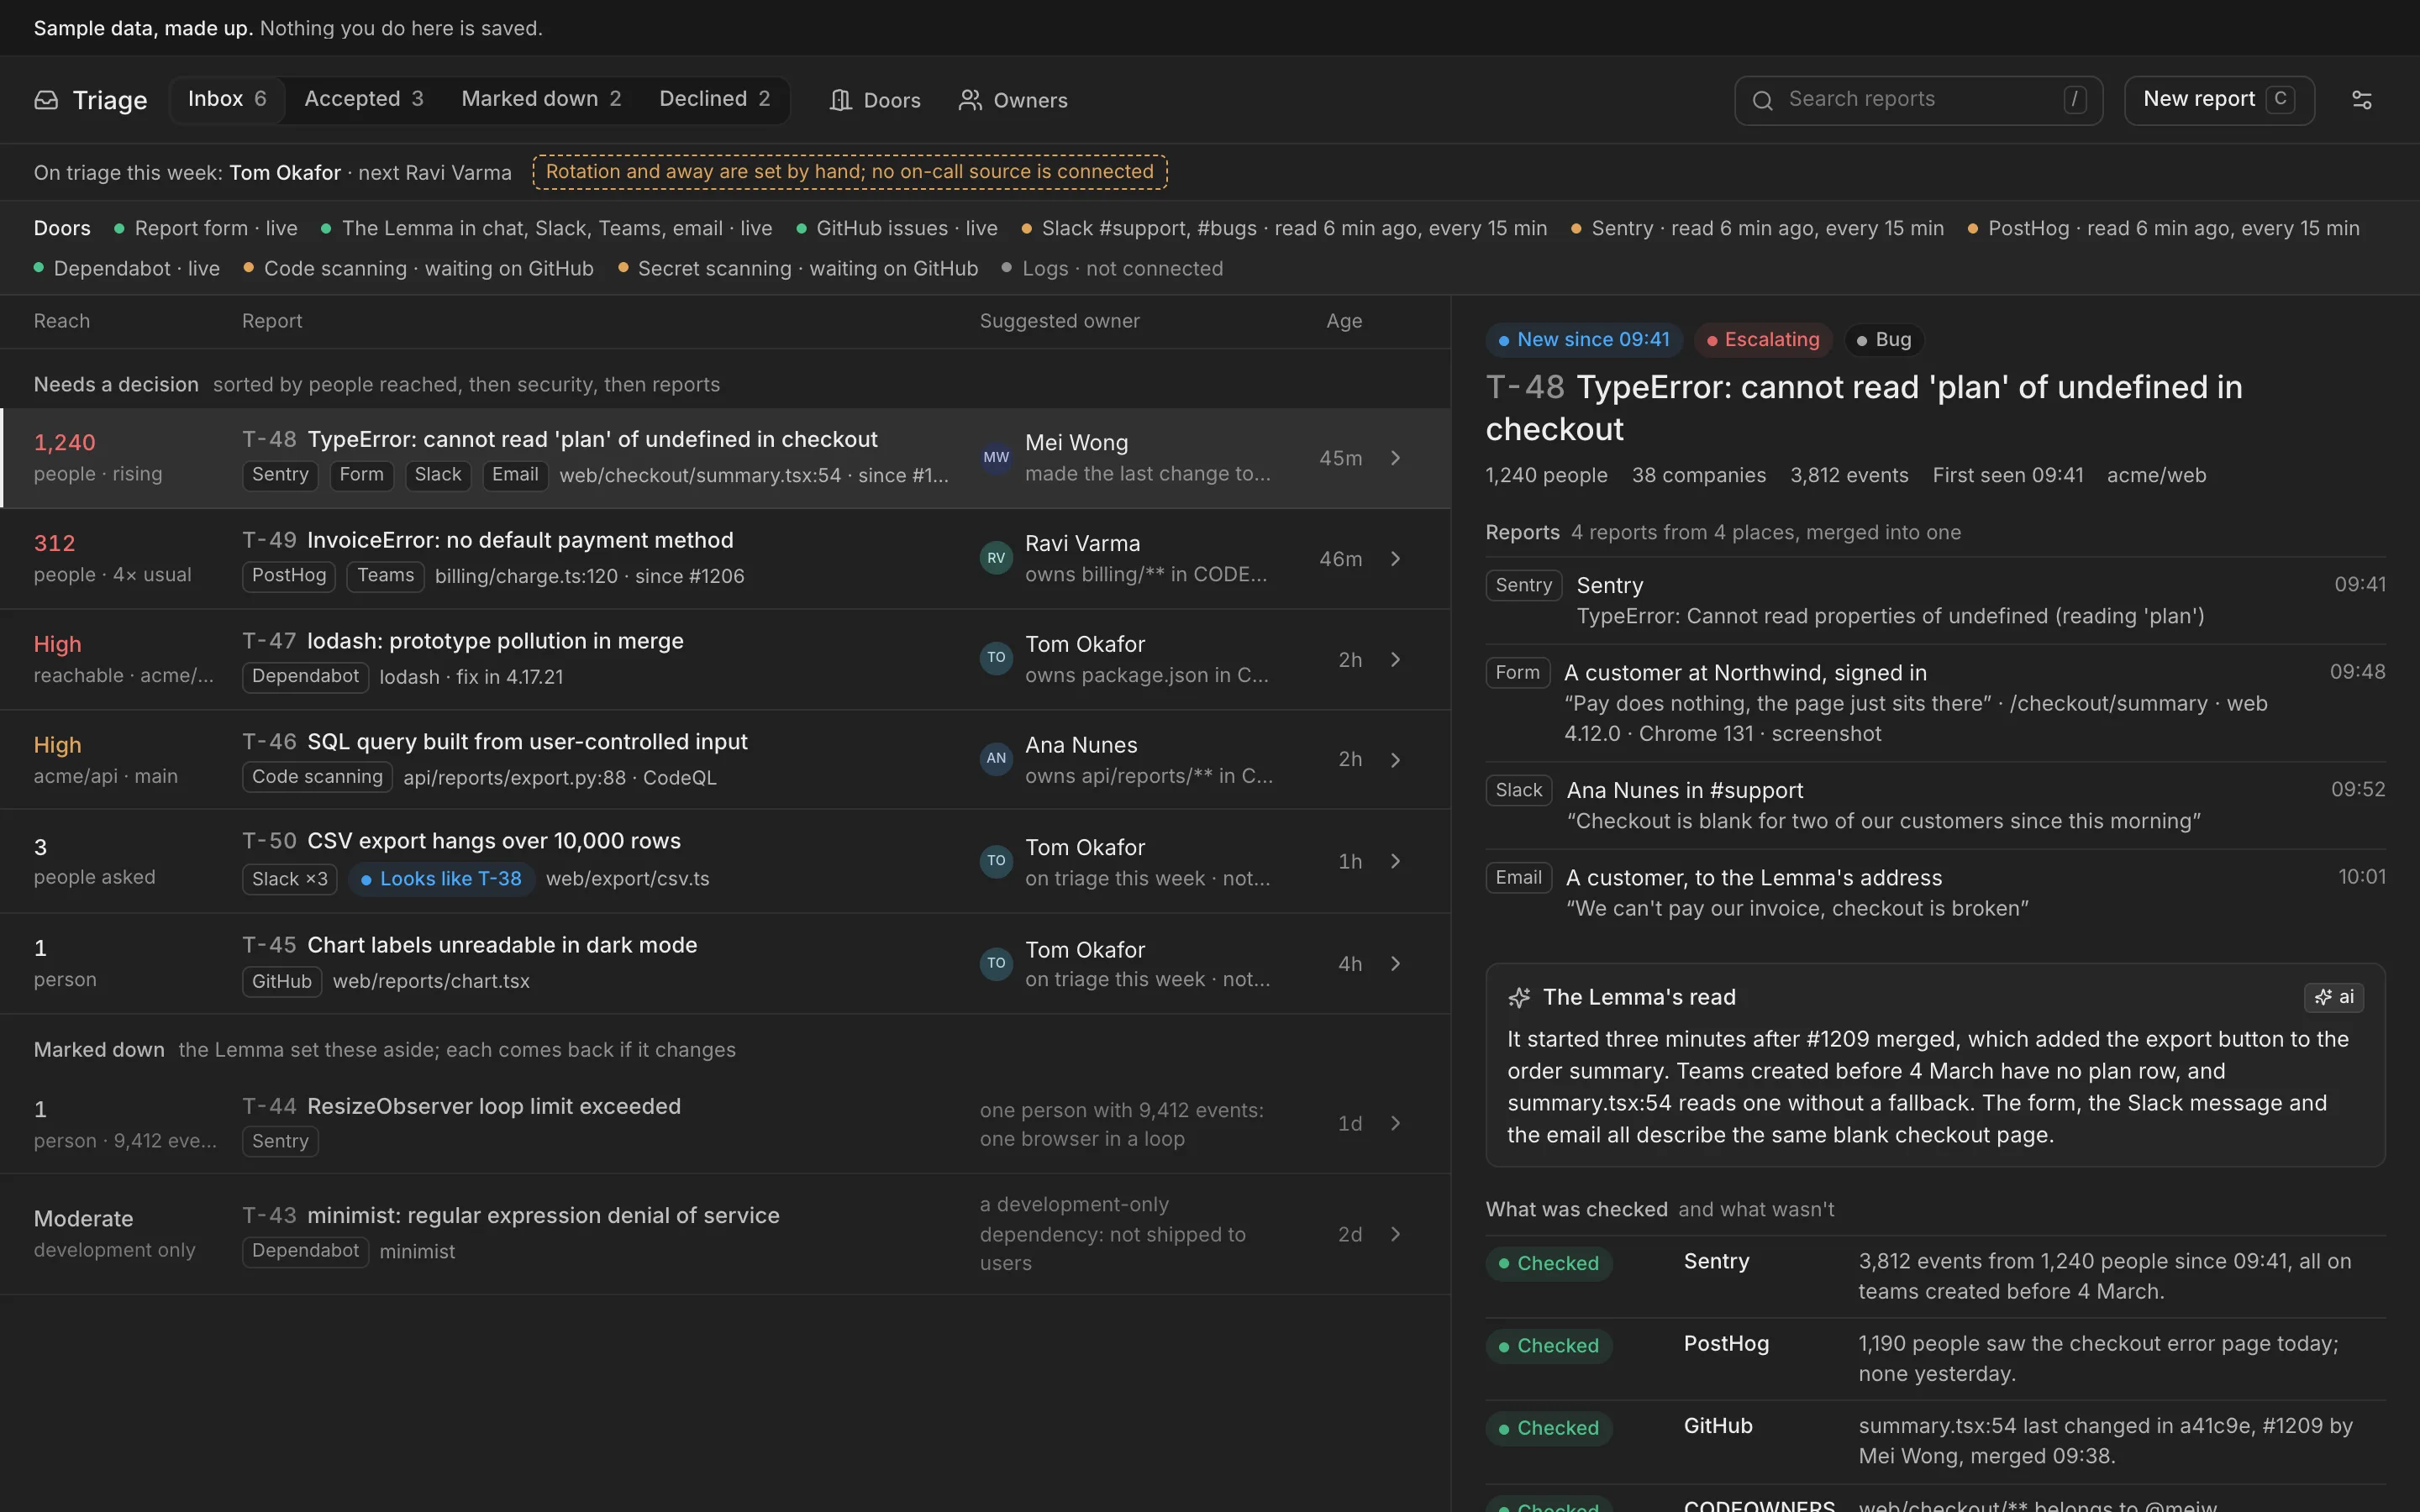 Sample data, made up. Nothing you do here is saved.
Triage
Inbox 6
Accepted 3
Marked down 2
Declined 2
Doors
Owners
Search reports /
New report C
On triage this week: Tom Okafor · next Ravi Varma
Rotation and away are set by hand; no on-call source is connected
Doors Report form · live The Lemma in chat, Slack, Teams, email · live GitHub issues · live Slack #support, #bugs · read 6 min ago, every 15 min Sentry · read 6 min ago, every 15 min PostHog · read 6 min ago, every 15 min
Dependabot · live Code scanning · waiting on GitHub Secret scanning · waiting on GitHub Logs · not connected
Reach Report Suggested owner Age
Needs a decision sorted by people reached, then security, then reports
1,240
people · rising
T-48 TypeError: cannot read 'plan' of undefined in checkout
Sentry Form Slack Email web/checkout/summary.tsx:54 · since #1...
MW
Mei Wong
made the last change to...
45m
312
people · 4× usual
T-49 InvoiceError: no default payment method
PostHog Teams billing/charge.ts:120 · since #1206
RV
Ravi Varma
owns billing/** in CODE...
46m
High
reachable · acme/...
T-47 lodash: prototype pollution in merge
Dependabot lodash · fix in 4.17.21
TO
Tom Okafor
owns package.json in C...
2h
High
acme/api · main
T-46 SQL query built from user-controlled input
Code scanning api/reports/export.py:88 · CodeQL
AN
Ana Nunes
owns api/reports/** in C...
2h
3
people asked
T-50 CSV export hangs over 10,000 rows
Slack ×3 Looks like T-38 web/export/csv.ts
TO
Tom Okafor
on triage this week · not...
1h
1
person
T-45 Chart labels unreadable in dark mode
GitHub web/reports/chart.tsx
TO
Tom Okafor
on triage this week · not...
4h
Marked down the Lemma set these aside; each comes back if it changes
1
person · 9,412 eve...
T-44 ResizeObserver loop limit exceeded
Sentry
one person with 9,412 events:
one browser in a loop
1d
Moderate
development only
T-43 minimist: regular expression denial of service
Dependabot minimist
a development-only
dependency: not shipped to
users
2d
New since 09:41 Escalating Bug
T-48 TypeError: cannot read 'plan' of undefined in
checkout
1,240 people 38 companies 3,812 events First seen 09:41 acme/web
Reports 4 reports from 4 places, merged into one
Sentry Sentry 09:41
TypeError: Cannot read properties of undefined (reading 'plan')
Form A customer at Northwind, signed in 09:48
“Pay does nothing, the page just sits there” · /checkout/summary · web
4.12.0 · Chrome 131 · screenshot
Slack Ana Nunes in #support 09:52
“Checkout is blank for two of our customers since this morning”
Email A customer, to the Lemma's address 10:01
“We can't pay our invoice, checkout is broken”
The Lemma's read ai
It started three minutes after #1209 merged, which added the export button to the
order summary. Teams created before 4 March have no plan row, and
summary.tsx:54 reads one without a fallback. The form, the Slack message and
the email all describe the same blank checkout page.
What was checked and what wasn't
Checked Sentry 3,812 events from 1,240 people since 09:41, all on
teams created before 4 March.
Checked PostHog 1,190 people saw the checkout error page today;
none yesterday.
Checked GitHub summary.tsx:54 last changed in a41c9e, #1209 by
Mei Wong, merged 09:38.
Checked CODEOWNERS web/checkout/** belongs to @meiw